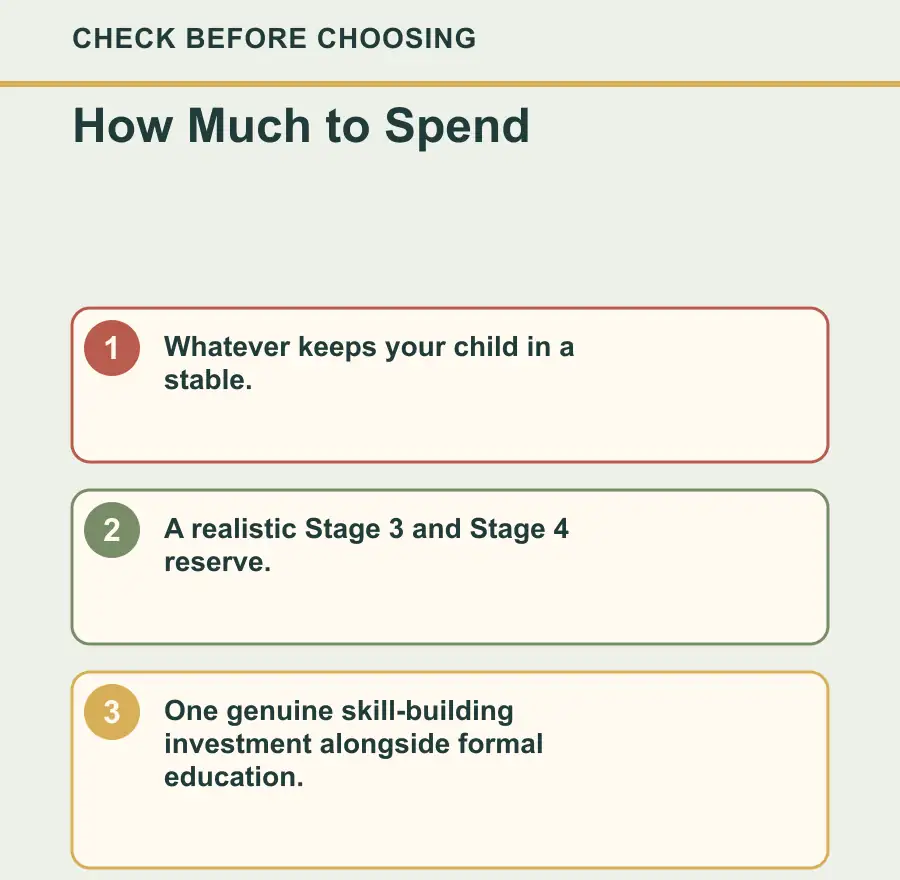 CHECK BEFORE CHOOSING
How Much to Spend
1
Whatever keeps your child in a
stable.
2
A realistic Stage 3 and Stage 4
reserve.
3
One genuine skill-building
investment alongside formal
education.